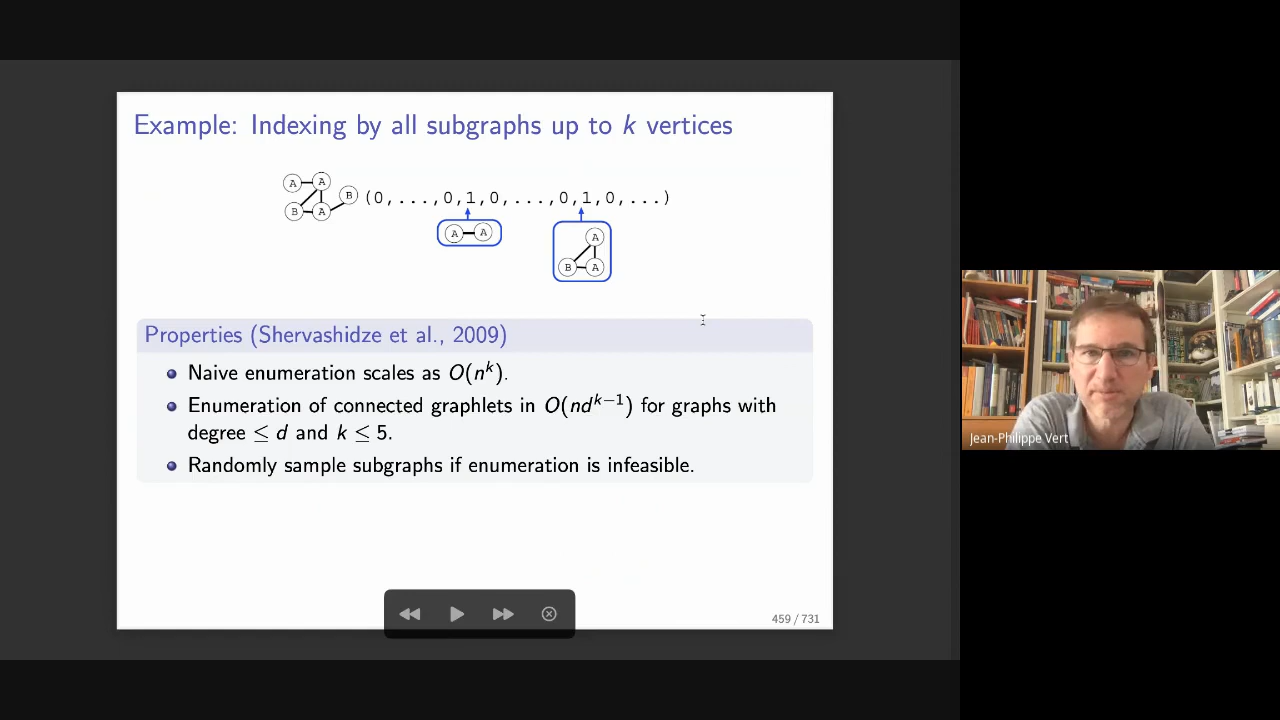 Example: Indexing by all subgraphs up to k vertices
A A
B
B A
(0,...,0,1,0,...,0,1,0,...)
A A
A
B A
Properties (Shervashidze et al., 2009)
Naive enumeration scales as O(n^k).
Enumeration of connected graphlets in O(nd^{k−1}) for graphs with
degree ≤ d and k ≤ 5.
Randomly sample subgraphs if enumeration is infeasible.
459 / 731
Jean-Philippe Vert